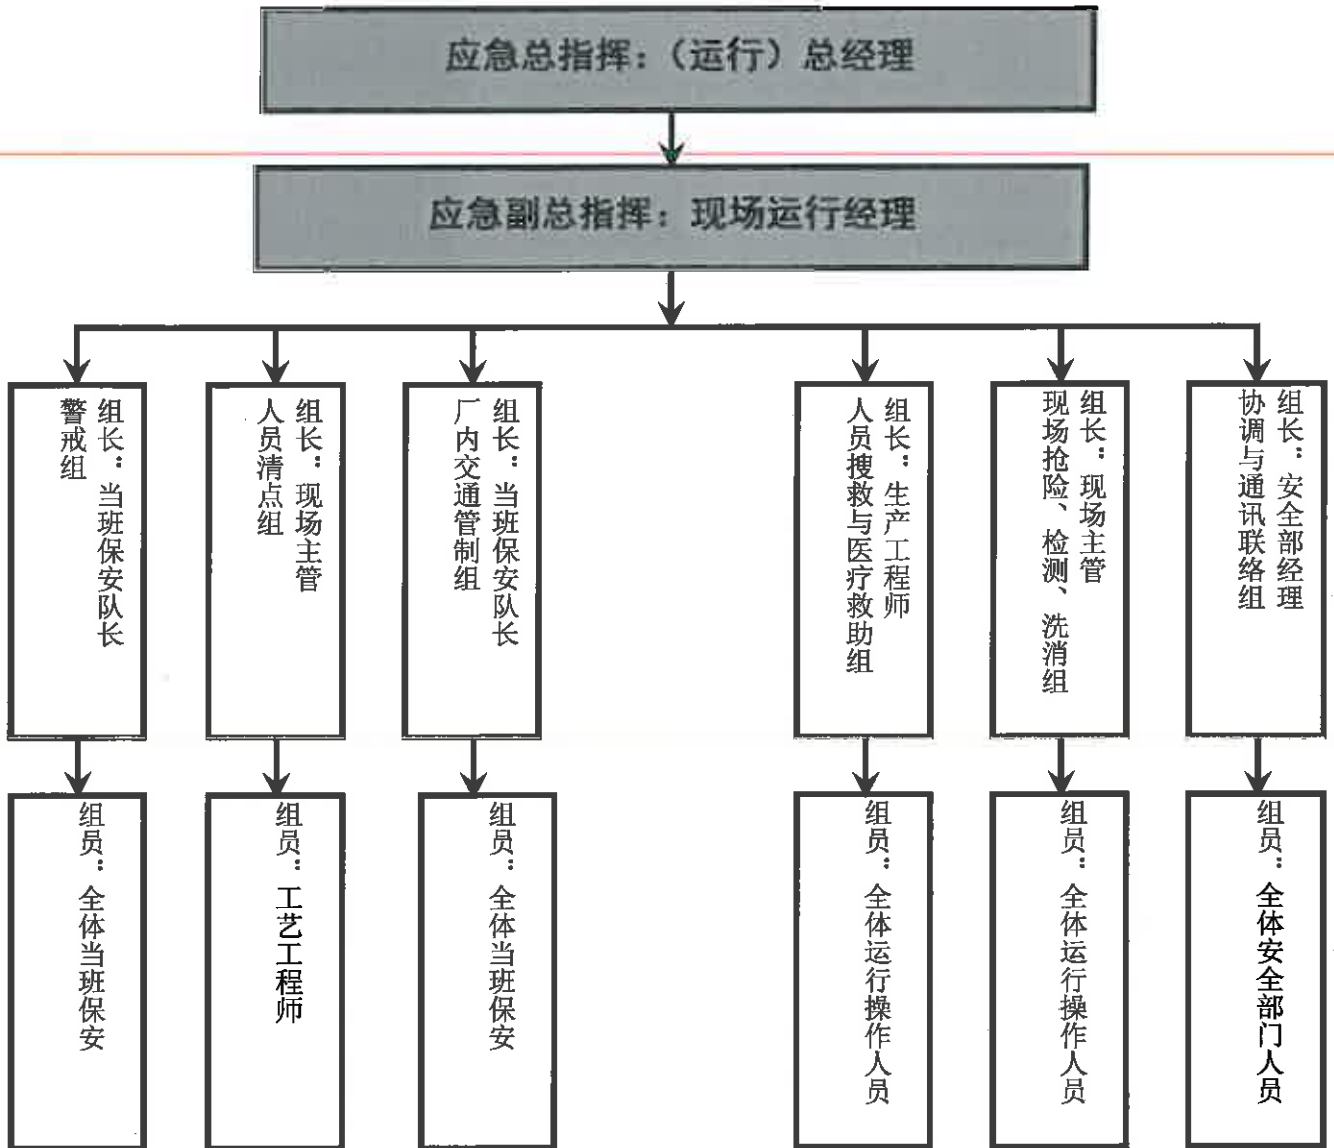 应急总指挥：（运行）总经理
应急副总指挥：现场运行经理
组长：当班保安队长
警戒组
组长：现场主管
人员清点组
组长：当班保安队长
厂内交通管制组
组长：生产工程师
人员搜救与医疗救助组
组长：现场主管
现场抢险、检测、洗消组
组长：安全部经理
协调与通讯联络组
组员：全体当班保安
组员：工艺工程师
组员：全体当班保安
组员：全体运行操作人员
组员：全体运行操作人员
组员：全体安全部门人员